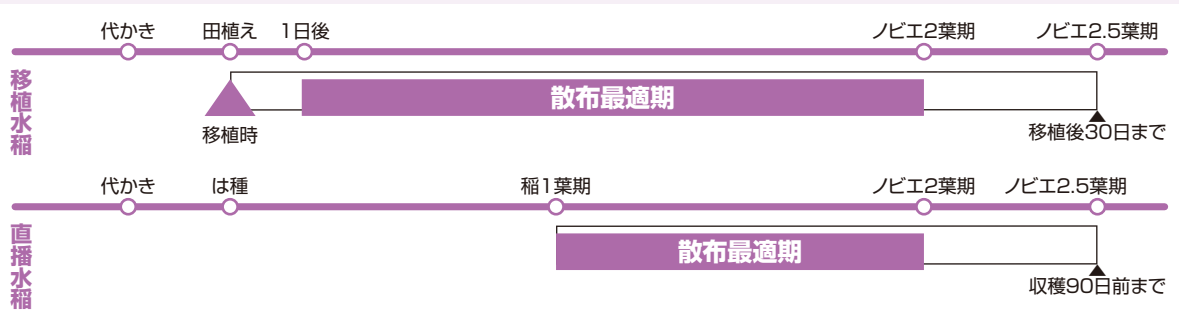 代かき 田植え 1日後 ノビエ2葉期 ノビエ2.5葉期
移植水稲
散布最適期
移植時 移植後30日まで
代かき は種 稲1葉期 ノビエ2葉期 ノビエ2.5葉期
直播水稲
散布最適期
収穫90日前まで